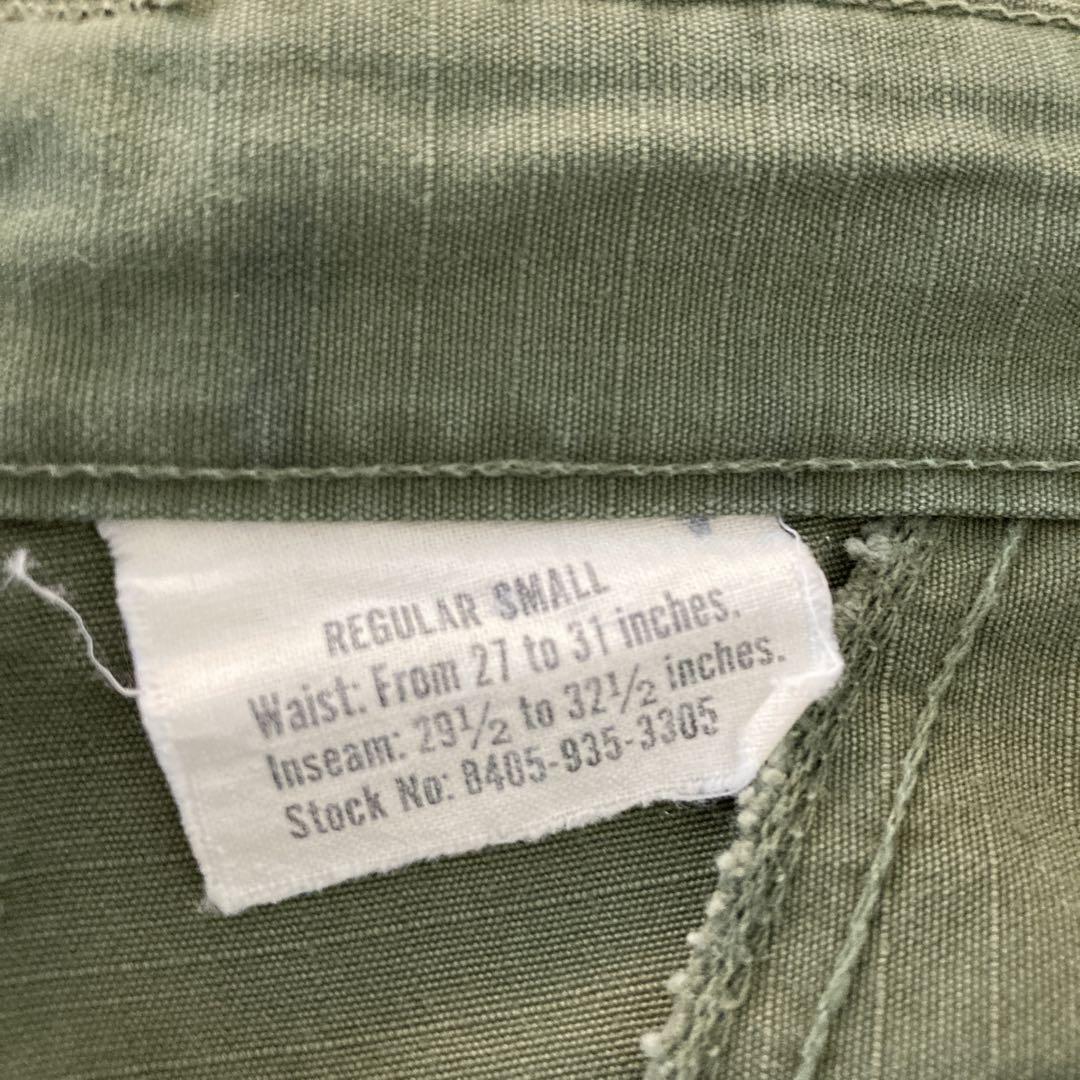 REGULAR SMALL
Waist: From 27 to 31 inches.
Inseam: 29½ to 32½ inches.
Stock No: 8405-935-3305